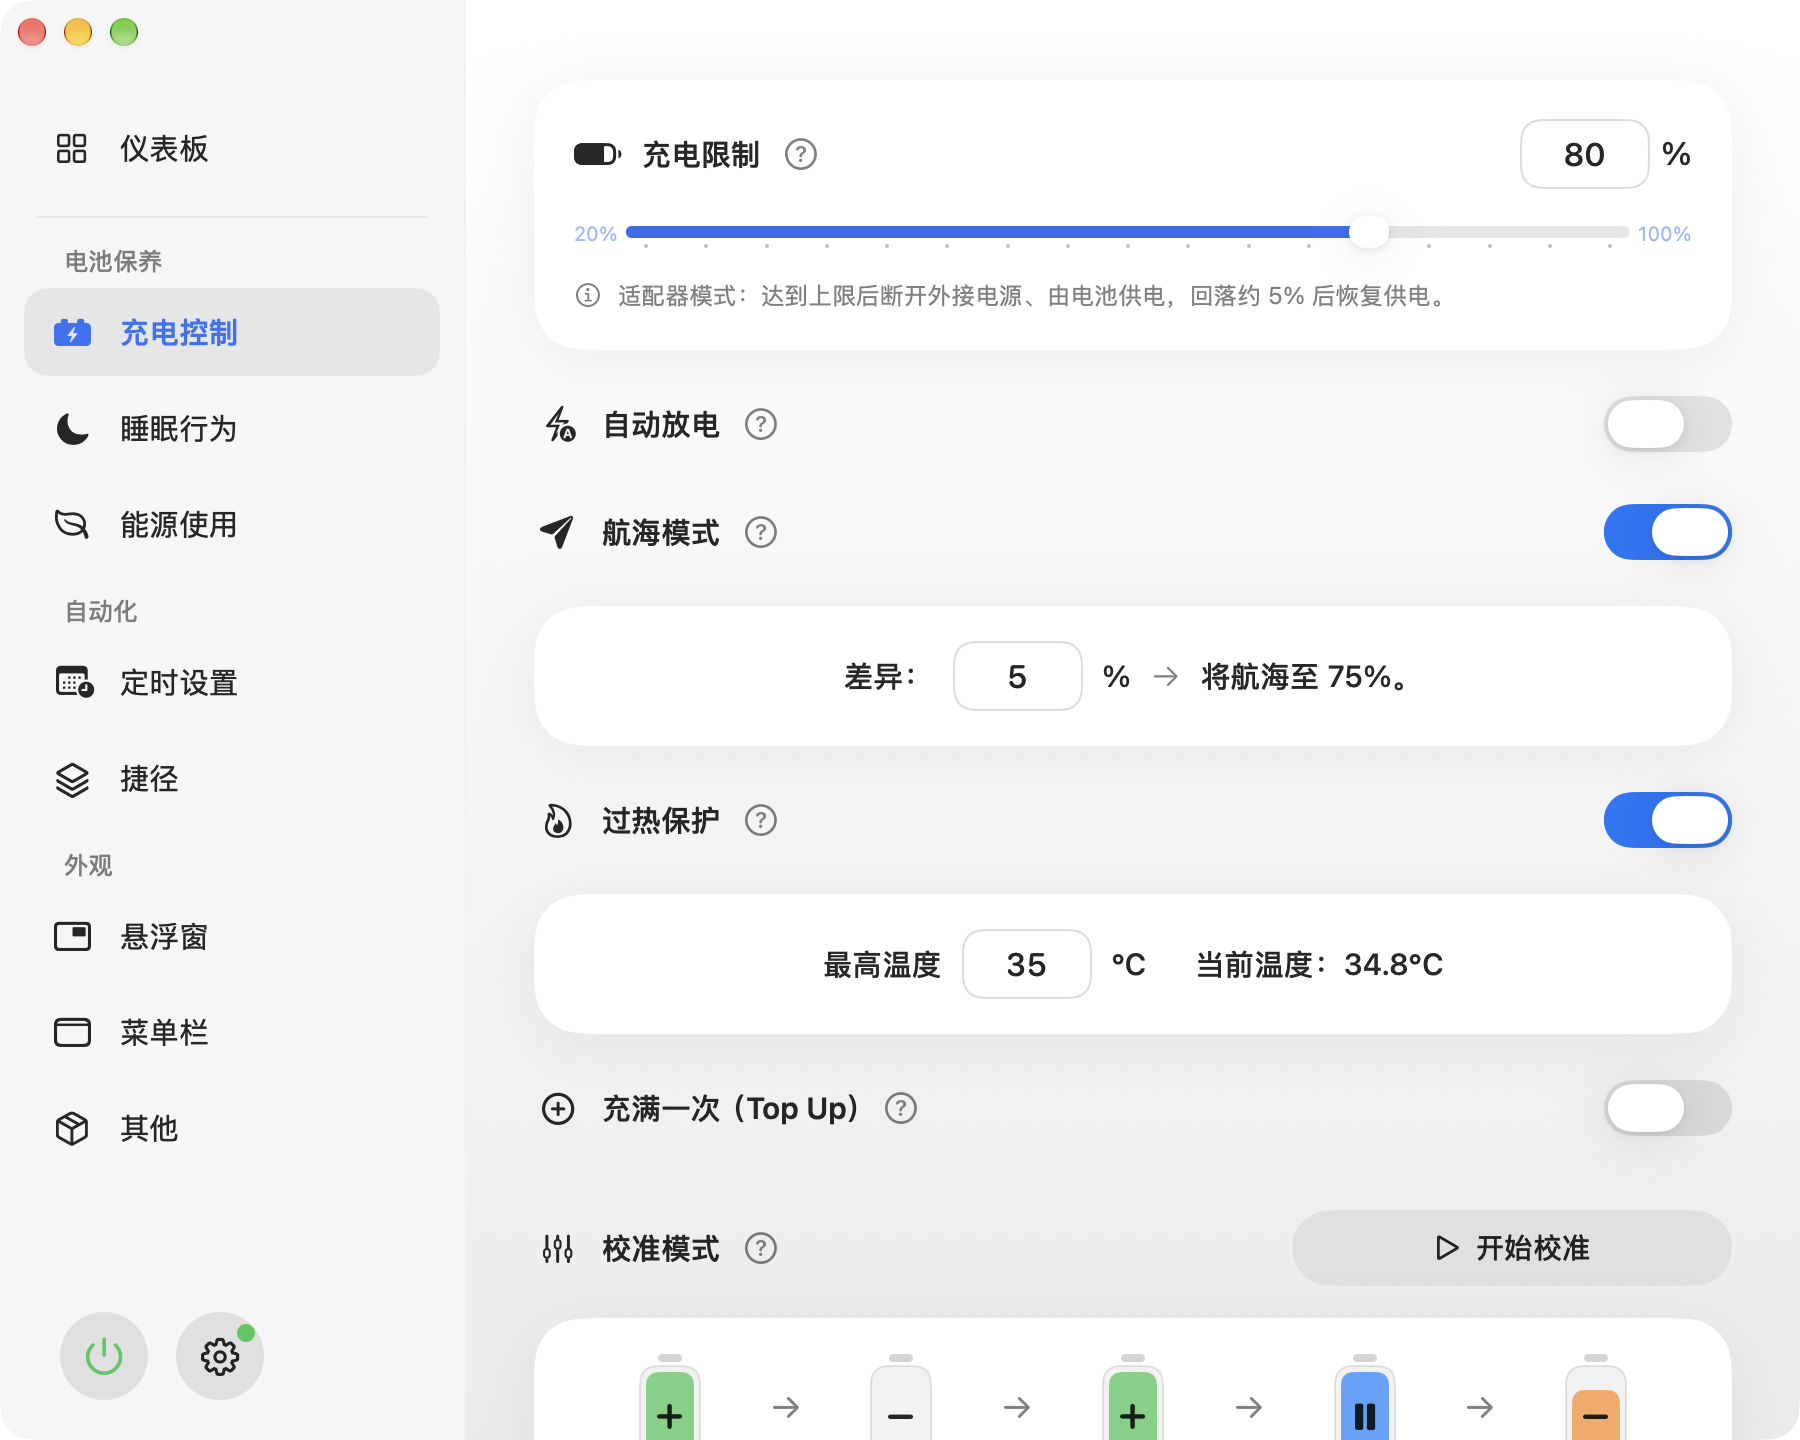 仪表板
电池保养
充电控制
睡眠行为
能源使用
自动化
定时设置
捷径
外观
悬浮窗
菜单栏
其他
充电限制 ?
80 %
20% 100%
适配器模式：达到上限后断开外接电源、由电池供电，回落约 5% 后恢复供电。
自动放电 ?
航海模式 ?
差异： 5 % → 将航海至 75%。
过热保护 ?
最高温度 35 °C 当前温度：34.8°C
充满一次（Top Up） ?
校准模式 ?
开始校准